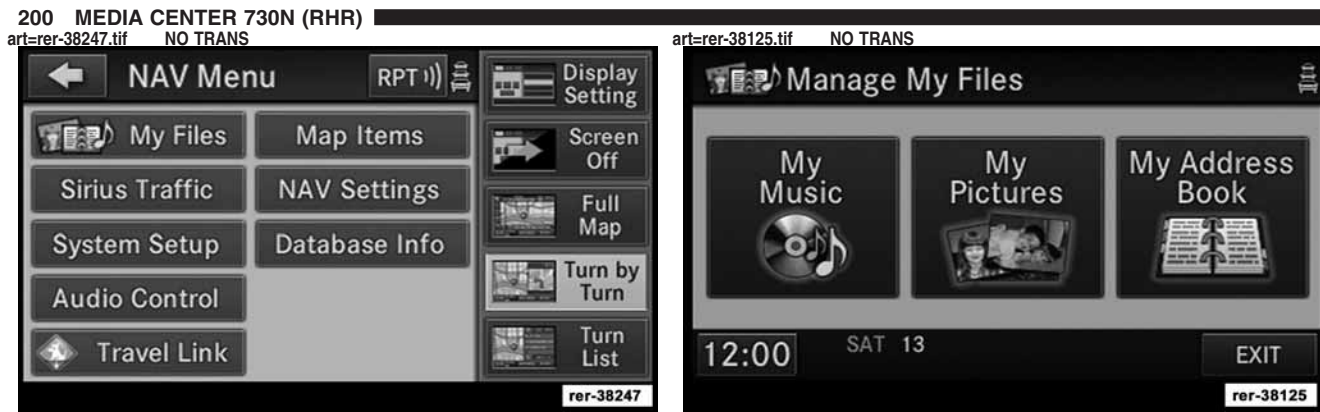 200 MEDIA CENTER 730N (RHR)
art=rer-38247.tif NO TRANS
NAV Menu
RPT
My Files
Map Items
Sirius Traffic
NAV Settings
System Setup
Database Info
Audio Control
Travel Link
Display
Setting
Screen
Off
Full
Map
Turn by
Turn
Turn
List
rer-38247
art=rer-38125.tif NO TRANS
Manage My Files
My
Music
My
Pictures
My Address
Book
12:00
SAT 13
EXIT
rer-38125